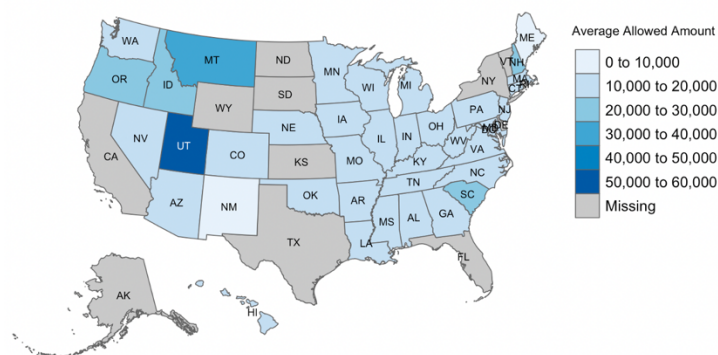 Average Allowed Amount
0 to 10,000
10,000 to 20,000
20,000 to 30,000
30,000 to 40,000
40,000 to 50,000
50,000 to 60,000
Missing
WA
MT
ND
MN
ME
VT
NH
OR
ID
SD
WI
MI
NY
MA
WY
IA
PA
NJ
NE
NV
UT
CO
IL
IN
OH
CA
KS
MO
WV
VA
KY
NC
TN
AZ
NM
OK
AR
SC
MS
AL
GA
TX
LA
FL
AK
HI